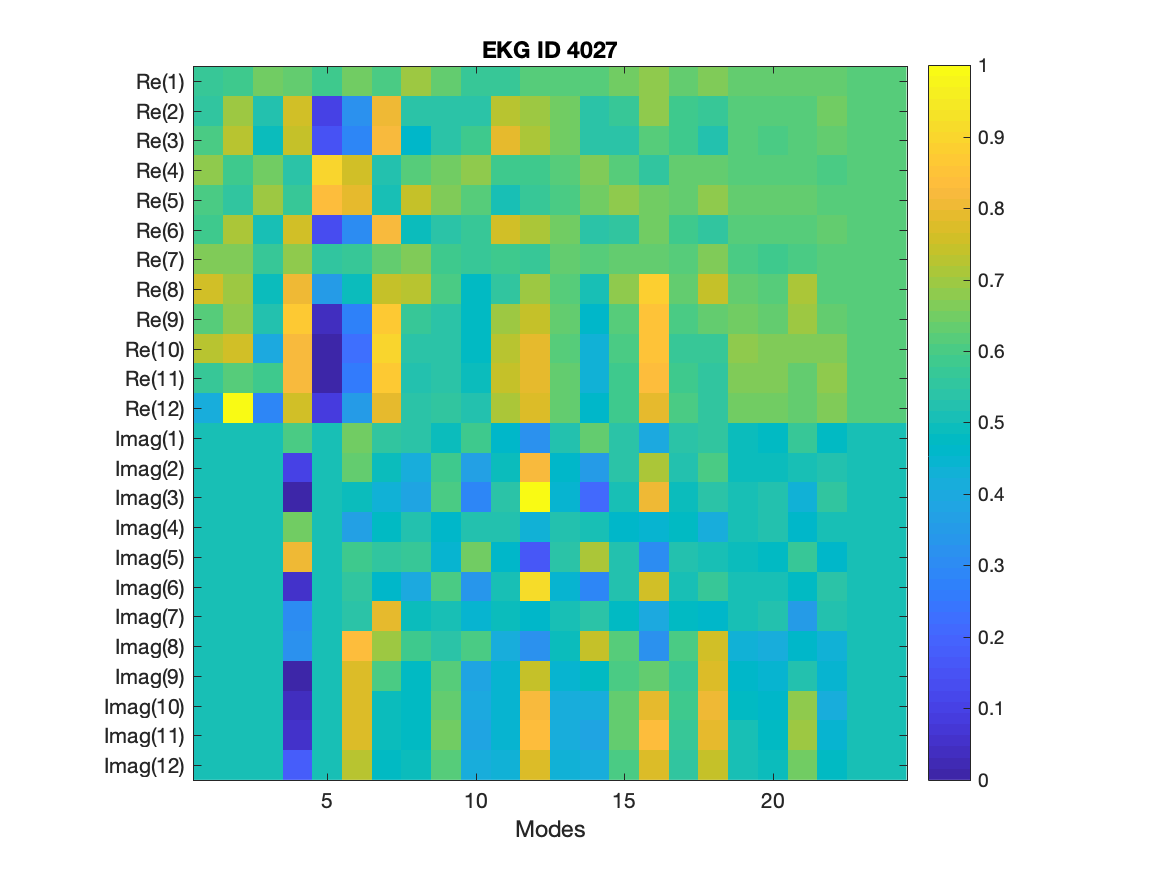 EKG ID 4027
Re(1)
Re(2)
Re(3)
Re(4)
Re(5)
Re(6)
Re(7)
Re(8)
Re(9)
Re(10)
Re(11)
Re(12)
Imag(1)
Imag(2)
Imag(3)
Imag(4)
Imag(5)
Imag(6)
Imag(7)
Imag(8)
Imag(9)
Imag(10)
Imag(11)
Imag(12)
5 10 15 20
Modes
1
0.9
0.8
0.7
0.6
0.5
0.4
0.3
0.2
0.1
0